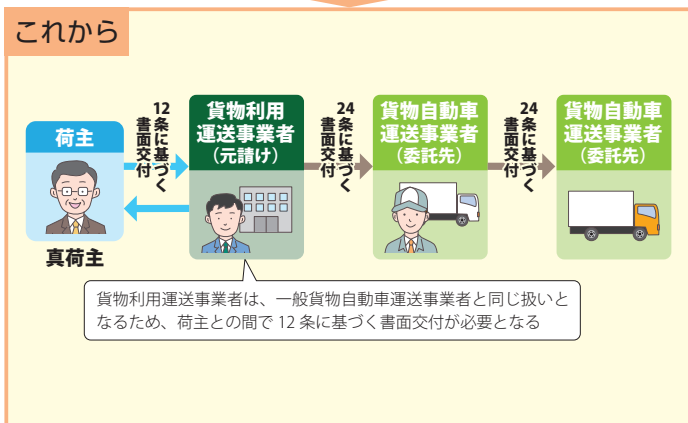 これから
荷主
真荷主
12条に基づく
書面交付
貨物利用
運送事業者
（元請け）
24条に基づく
書面交付
貨物自動車
運送事業者
（委託先）
24条に基づく
書面交付
貨物自動車
運送事業者
（委託先）
貨物利用運送事業者は、一般貨物自動車運送事業者と同じ扱いと
なるため、荷主との間で 12 条に基づく書面交付が必要となる